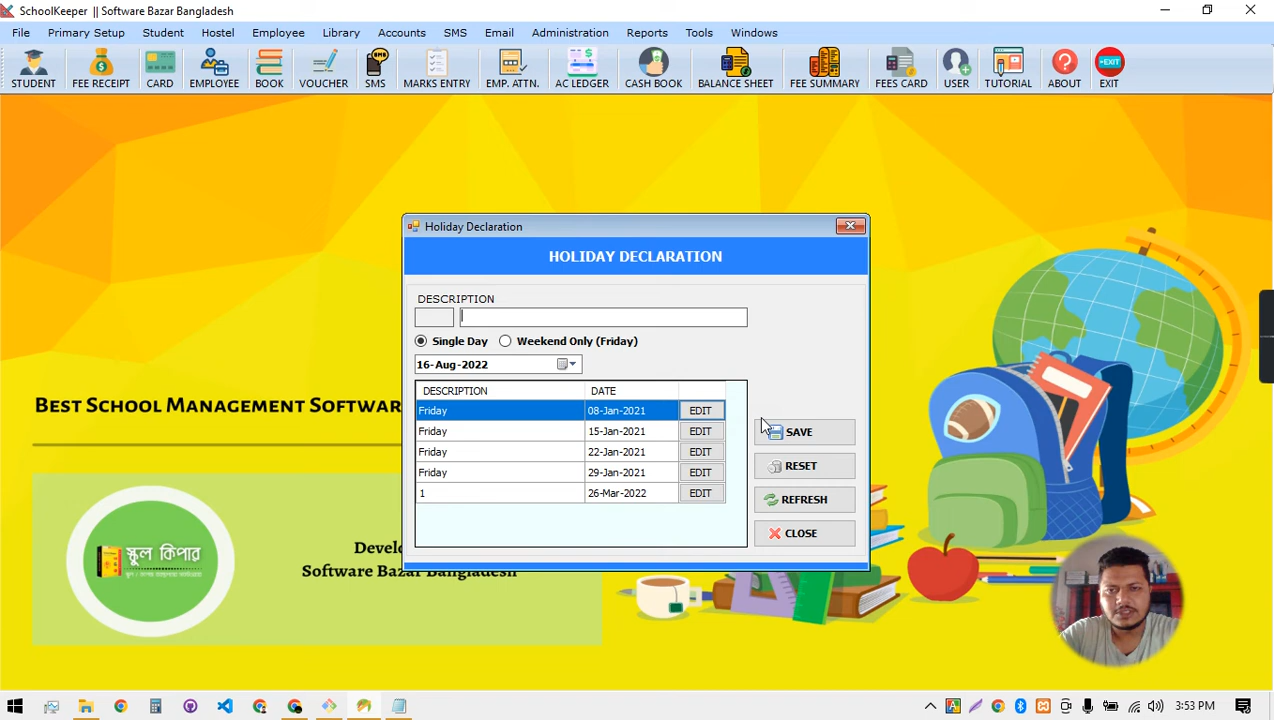 SchoolKeeper || Software Bazar Bangladesh
File Primary Setup Student Hostel Employee Library Accounts SMS Email Administration Reports Tools Windows
STUDENT FEE RECEIPT CARD EMPLOYEE BOOK VOUCHER SMS MARKS ENTRY EMP. ATTN. AC LEDGER CASH BOOK BALANCE SHEET FEE SUMMARY FEES CARD USER TUTORIAL ABOUT EXIT
Holiday Declaration
HOLIDAY DECLARATION
DESCRIPTION
Single Day Weekend Only (Friday)
16-Aug-2022
DESCRIPTION DATE
Friday 08-Jan-2021 EDIT
Friday 15-Jan-2021 EDIT
Friday 22-Jan-2021 EDIT
Friday 29-Jan-2021 EDIT
1 26-Mar-2022 EDIT
SAVE
RESET
REFRESH
CLOSE
Best School Management Softwar
স্কুল কিপার
Develo
Software Bazar Bangladesh
3:53 PM